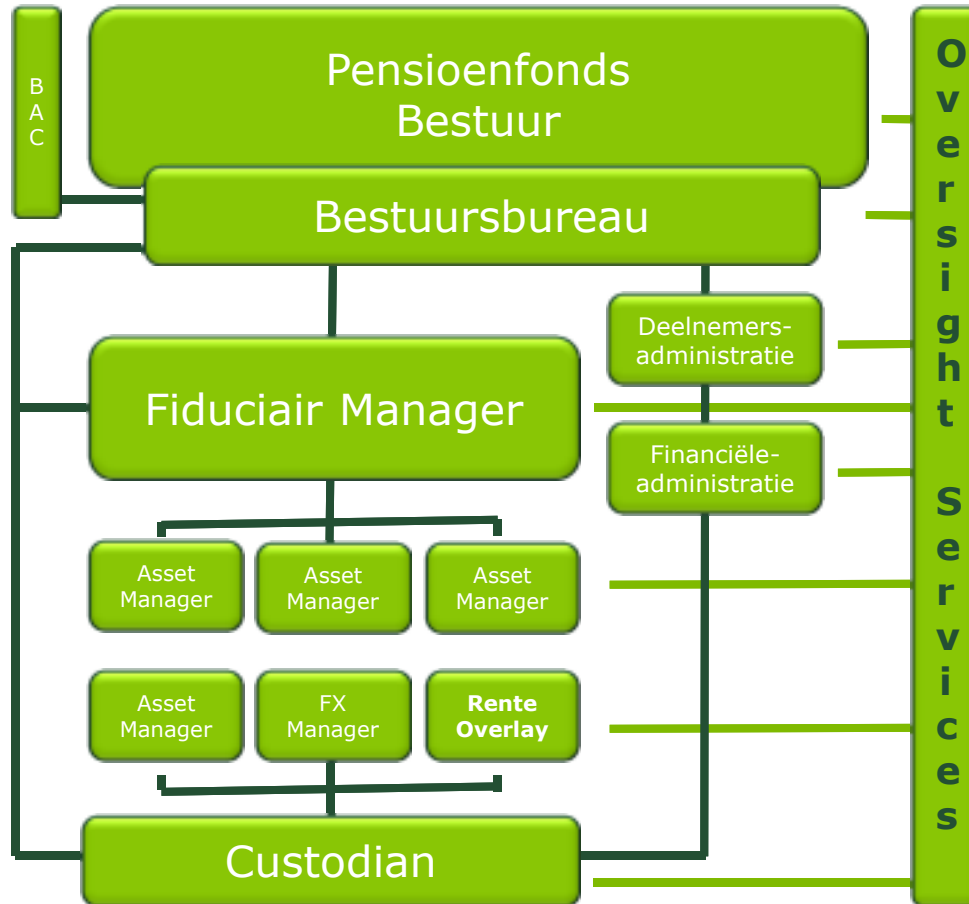 B
A
C
Pensioenfonds
Bestuur
Bestuursbureau
Deelnemers-
administratie
Fiduciair Manager
Financiële-
administratie
Asset
Manager
Asset
Manager
Asset
Manager
Asset
Manager
FX
Manager
Rente
Overlay
Custodian
O
v
e
r
s
i
g
h
t
S
e
r
v
i
c
e
s